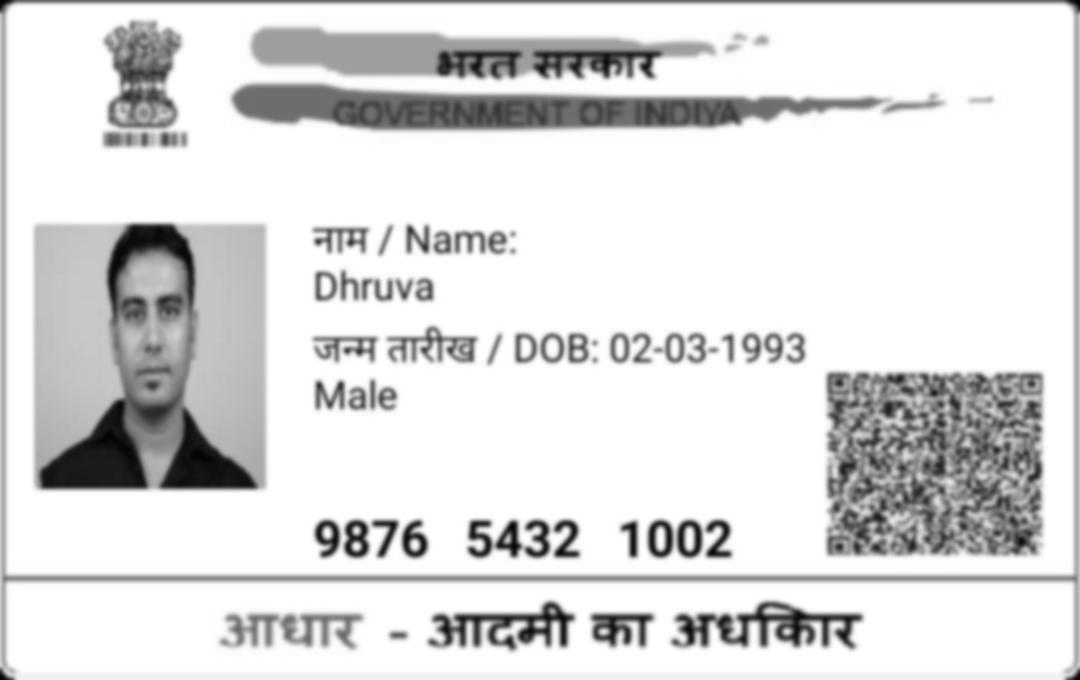 भरत सरकार
GOVERNMENT OF INDIYA
नाम / Name:
Dhruva
जन्म तारीख / DOB: 02-03-1993
Male
9876 5432 1002
आधार - आदमी का अधकिार